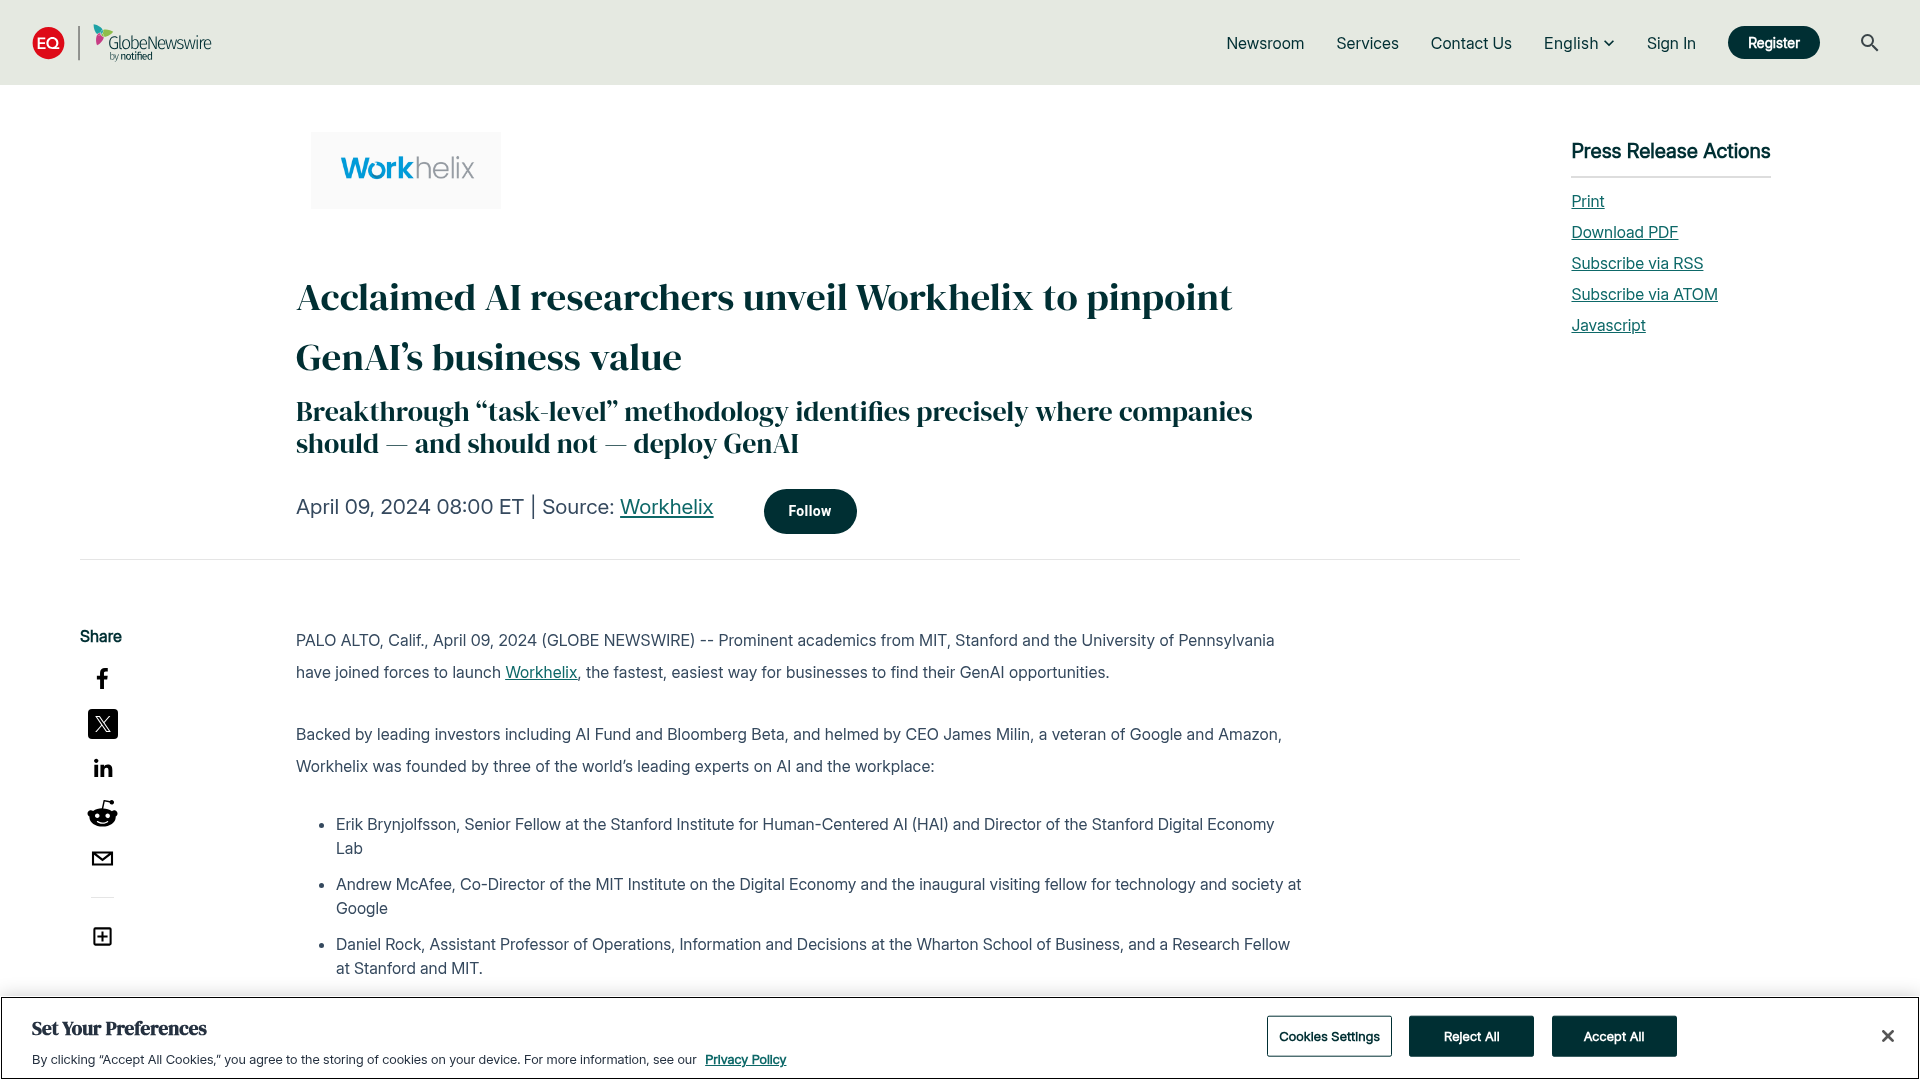 EQ
GlobeNewswire
by notified
Newsroom
Services
Contact Us
English
Sign In
Register
Workhelix
Press Release Actions
Print
Download PDF
Subscribe via RSS
Subscribe via ATOM
Javascript
Acclaimed AI researchers unveil Workhelix to pinpoint
GenAI’s business value
Breakthrough “task-level” methodology identifies precisely where companies
should — and should not — deploy GenAI
April 09, 2024 08:00 ET | Source: Workhelix
Follow
Share
PALO ALTO, Calif., April 09, 2024 (GLOBE NEWSWIRE) -- Prominent academics from MIT, Stanford and the University of Pennsylvania
have joined forces to launch Workhelix, the fastest, easiest way for businesses to find their GenAI opportunities.
Backed by leading investors including AI Fund and Bloomberg Beta, and helmed by CEO James Milin, a veteran of Google and Amazon,
Workhelix was founded by three of the world’s leading experts on AI and the workplace:
• Erik Brynjolfsson, Senior Fellow at the Stanford Institute for Human-Centered AI (HAI) and Director of the Stanford Digital Economy
Lab
• Andrew McAfee, Co-Director of the MIT Institute on the Digital Economy and the inaugural visiting fellow for technology and society at
Google
• Daniel Rock, Assistant Professor of Operations, Information and Decisions at the Wharton School of Business, and a Research Fellow
at Stanford and MIT.
Set Your Preferences
By clicking “Accept All Cookies,” you agree to the storing of cookies on your device. For more information, see our Privacy Policy
Cookies Settings
Reject All
Accept All